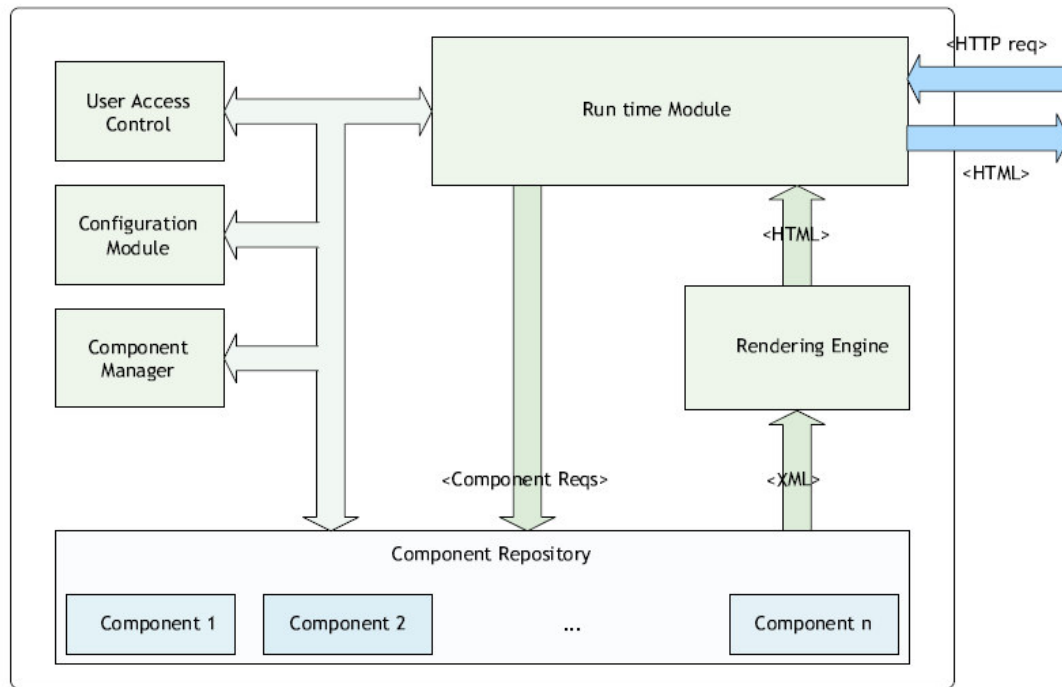 <HTTP req>
User Access
Control
Run time Module
<HTML>
Configuration
Module
<HTML>
Component
Manager
Rendering Engine
<Component Reqs>
<XML>
Component Repository
Component 1
Component 2
...
Component n